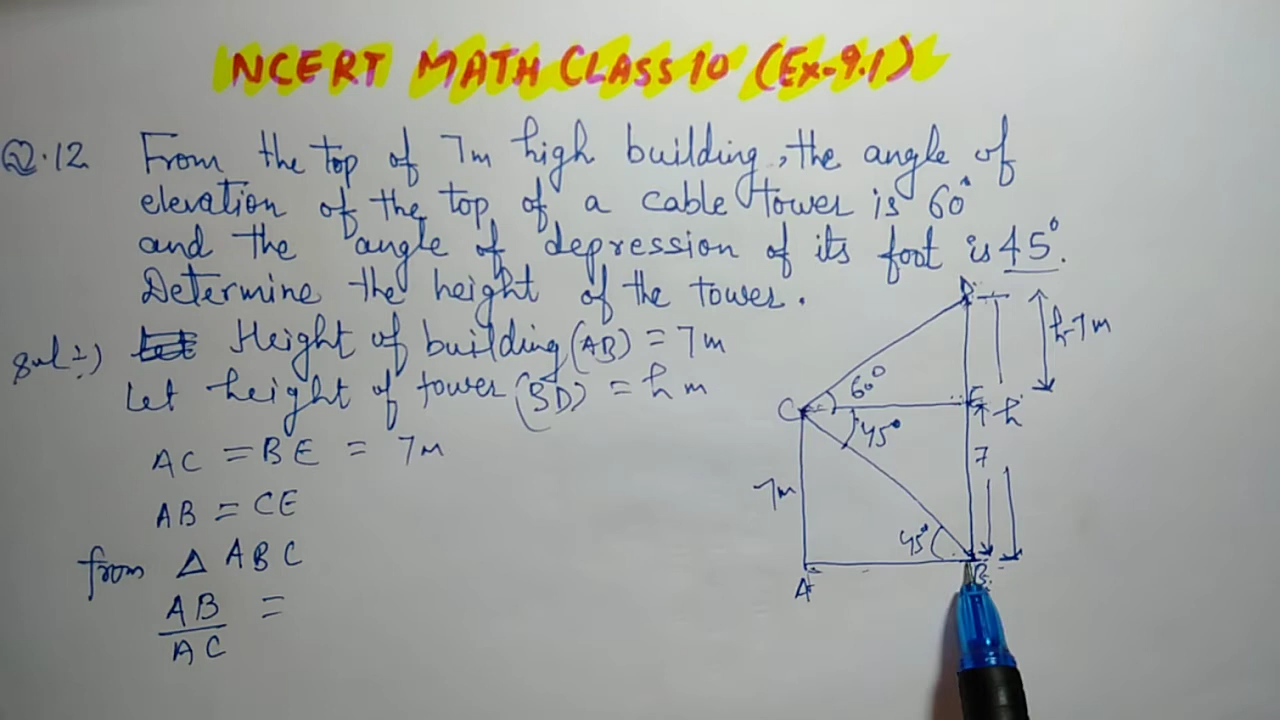 NCERT MATH CLASS 10 (Ex-9.1)
Q.12 From the top of 7m high building, the angle of
elevation of the top of a cable tower is 60°
and the angle of depression of its foot is 45°.
Determine the height of the tower.
Sol:-) Height of building (AB) = 7m
Let height of tower (BD) = h m
AC = BE = 7m
AB = CE
from △ ABC
AB =
AC
D
h-7m
60°
C
E
h
45°
7
7m
45°
A
B